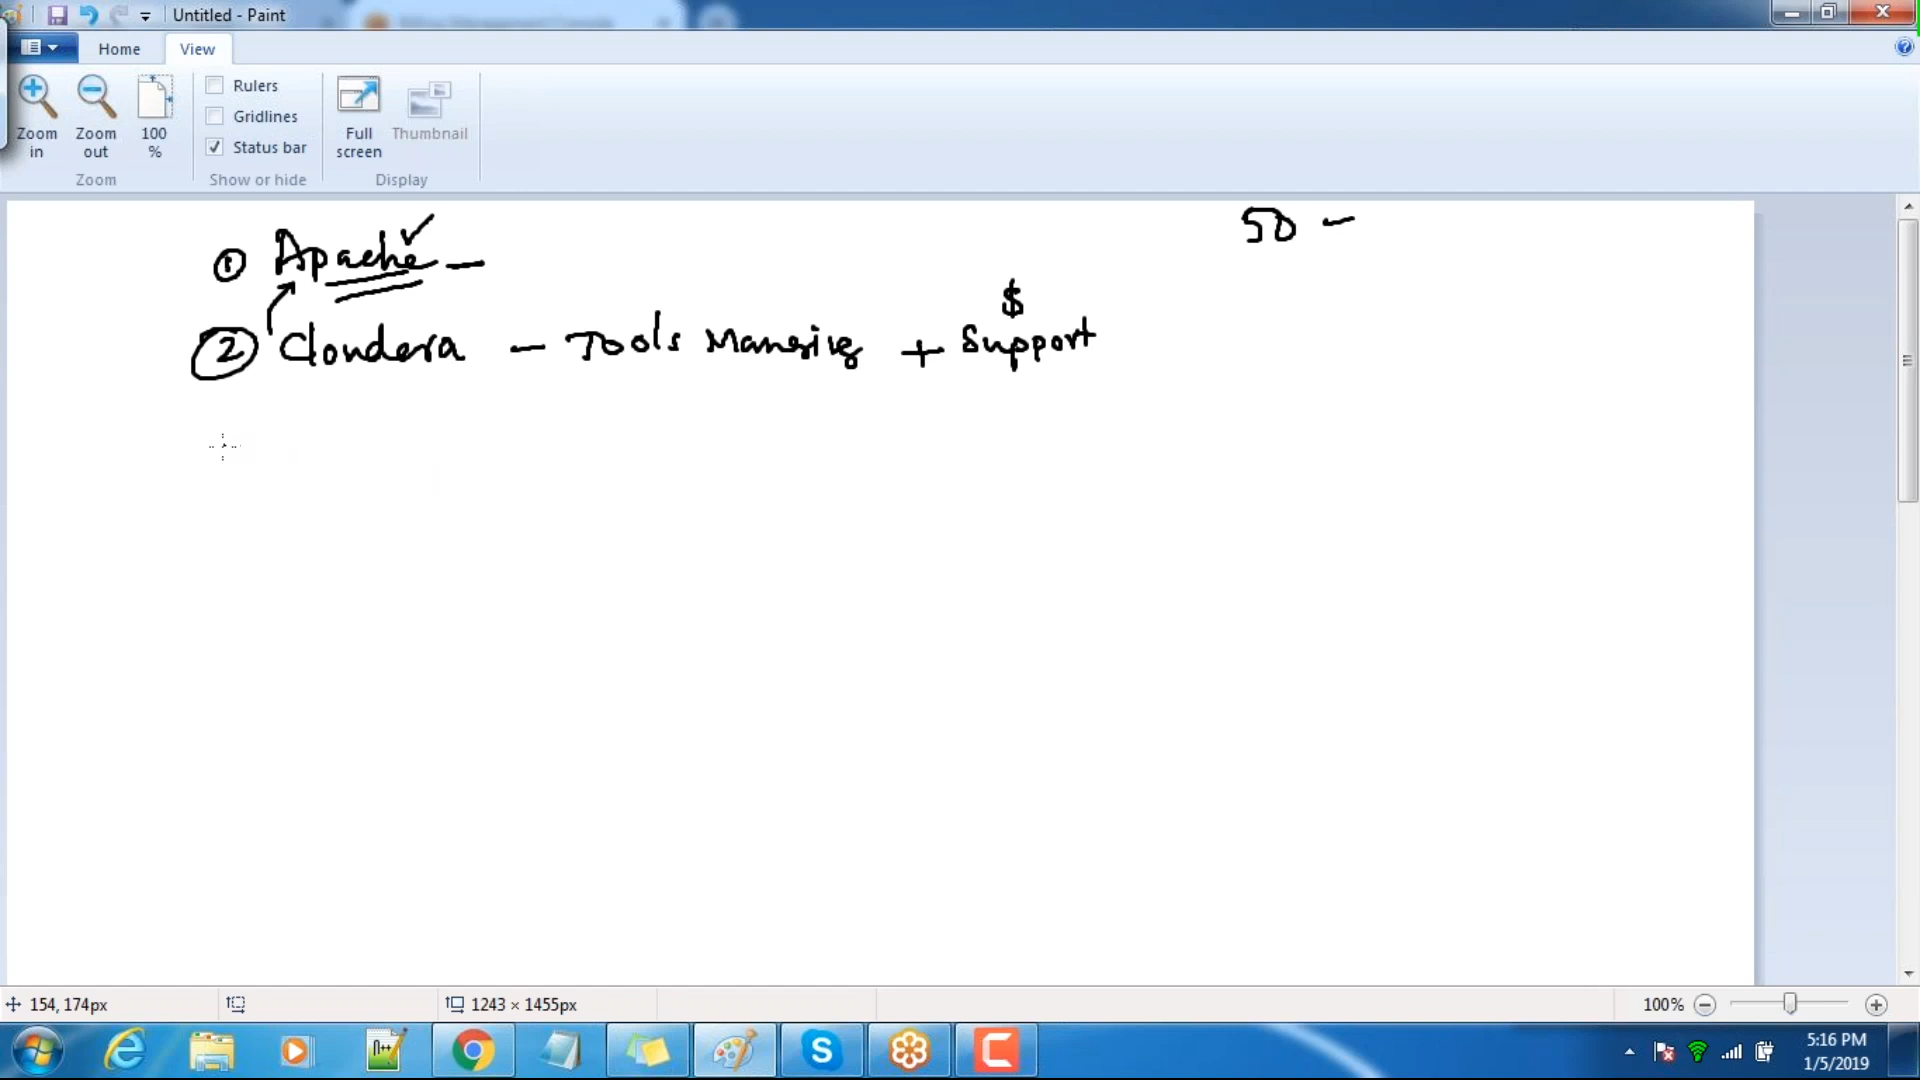 Untitled - Paint
Home View
Zoom in
Zoom out
100 %
Rulers
Gridlines
Status bar
Full screen
Thumbnail
Zoom
Show or hide
Display
50 -
① Apache ✓ -
$
② Cloudera - Tools + Support
154, 174px
1243 × 1455px
100%
5:16 PM
1/5/2019